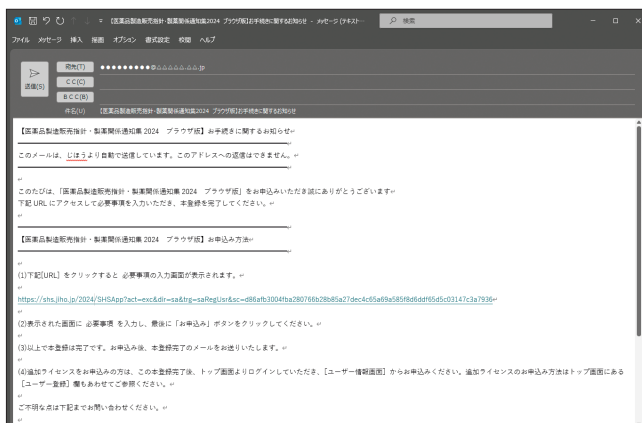 【医薬品製造販売指針・製薬関係通知集2024 ブラウザ版】お手続きに関するお知らせ - メッセージ (テキスト…
検索
ファイル メッセージ 挿入 描画 オプション 書式設定 校閲 ヘルプ
送信(S)
宛先(T) ●●●●●●●●●@△△△△△.△△.jp
CC(C)
BCC(B)
件名(U) 【医薬品製造販売指針・製薬関係通知集2024 ブラウザ版】お手続きに関するお知らせ
【医薬品製造販売指針・製薬関係通知集 2024 ブラウザ版】お手続きに関するお知らせ
このメールは、じほうより自動で送信しています。このアドレスへの返信はできません。
このたびは、「医薬品製造販売指針・製薬関係通知集 2024 ブラウザ版」をお申込みいただき誠にありがとうございます
下記 URL にアクセスして必要事項を入力いただき、本登録を完了してください。
【医薬品製造販売指針・製薬関係通知集 2024 ブラウザ版】お申込み方法
(1)下記[URL] をクリックすると 必要事項の入力画面が表示されます。
https://shs.jiho.jp/2024/SHSApp?act=exc&dir=sa&trg=saRegUsr&sc=d86afb3004fba280766b28b85a27dec4c65a69a585f8d6ddf65d5c03147c3a7936
(2)表示された画面に 必要事項 を入力し、最後に「お申込み」ボタンをクリックしてください。
(3)以上で本登録は完了です。お申込み後、本登録完了のメールをお送りいたします。
(4)追加ライセンスをお申込みの方は、この本登録完了後、トップ画面よりログインしていただき、[ユーザー情報画面] からお申込みください。追加ライセンスのお申込み方法はトップ画面にある
[ユーザー登録] 欄もあわせてご参照ください。
ご不明な点は下記までお問い合わせください。